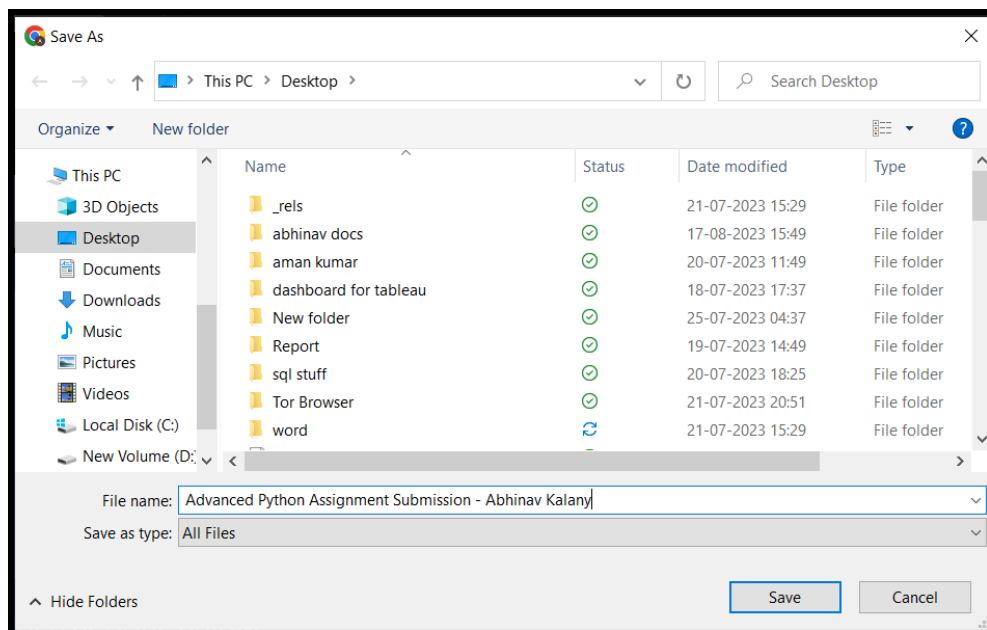 Save As
This PC > Desktop >
Search Desktop
Organize
New folder
?
This PC
3D Objects
Desktop
Documents
Downloads
Music
Pictures
Videos
Local Disk (C:)
New Volume (D:)
Name Status Date modified Type
_rels 21-07-2023 15:29 File folder
abhinav docs 17-08-2023 15:49 File folder
aman kumar 20-07-2023 11:49 File folder
dashboard for tableau 18-07-2023 17:37 File folder
New folder 25-07-2023 04:37 File folder
Report 19-07-2023 14:49 File folder
sql stuff 20-07-2023 18:25 File folder
Tor Browser 21-07-2023 20:51 File folder
word 21-07-2023 15:29 File folder
File name: Advanced Python Assignment Submission - Abhinav Kalany
Save as type: All Files
Hide Folders
Save
Cancel